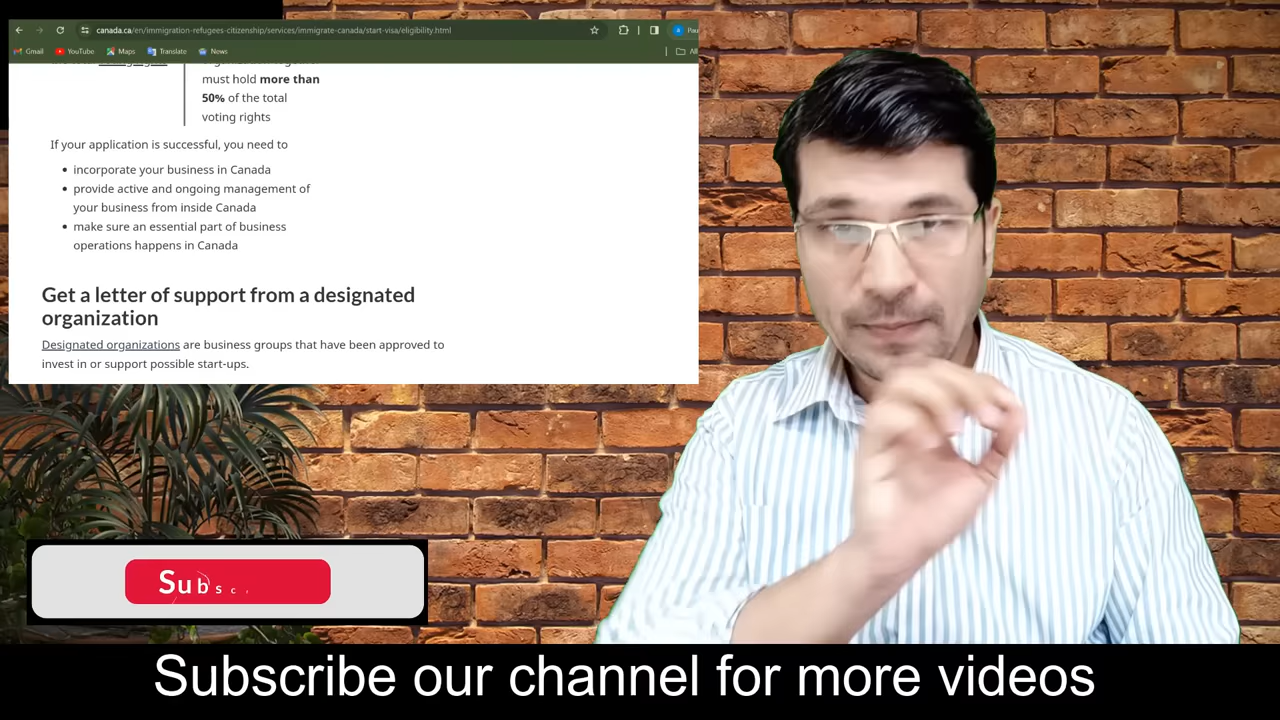 canada.ca/en/immigration-refugees-citizenship/services/immigrate-canada/start-visa/eligibility.html
Gmail YouTube Maps Translate News All
must hold more than
50% of the total
voting rights
If your application is successful, you need to
incorporate your business in Canada
provide active and ongoing management of
your business from inside Canada
make sure an essential part of business
operations happens in Canada
Get a letter of support from a designated
organization
Designated organizations are business groups that have been approved to
invest in or support possible start-ups.
Subsc
Subscribe our channel for more videos